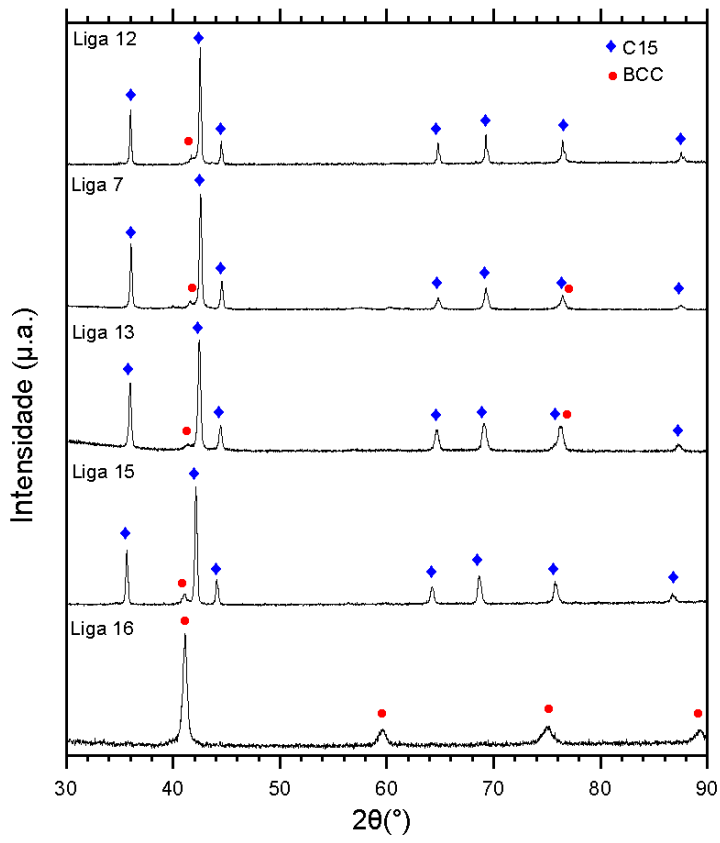 Liga 12
C15
BCC
Liga 7
Liga 13
Liga 15
Liga 16
Intensidade (μ.a.)
30 40 50 60 70 80 90
2θ(°)